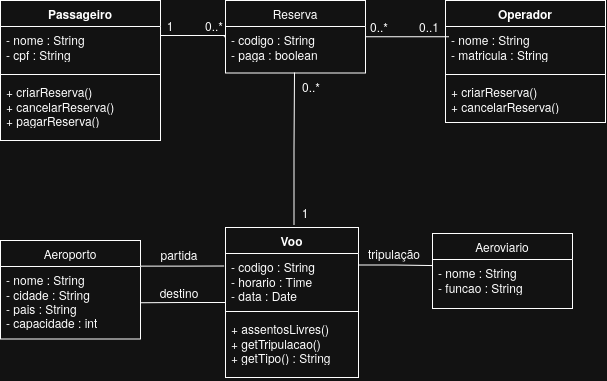 Passageiro
- nome : String
- cpf : String
+ criarReserva()
+ cancelarReserva()
+ pagarReserva()
1
0..*
Reserva
- codigo : String
- paga : boolean
0..*
0..1
Operador
- nome : String
- matricula : String
+ criarReserva()
+ cancelarReserva()
0..*
1
Aeroporto
- nome : String
- cidade : String
- pais : String
- capacidade : int
partida
destino
Voo
- codigo : String
- horario : Time
- data : Date
+ assentosLivres()
+ getTripulacao()
+ getTipo() : String
tripulação
Aeroviario
- nome : String
- funcao : String